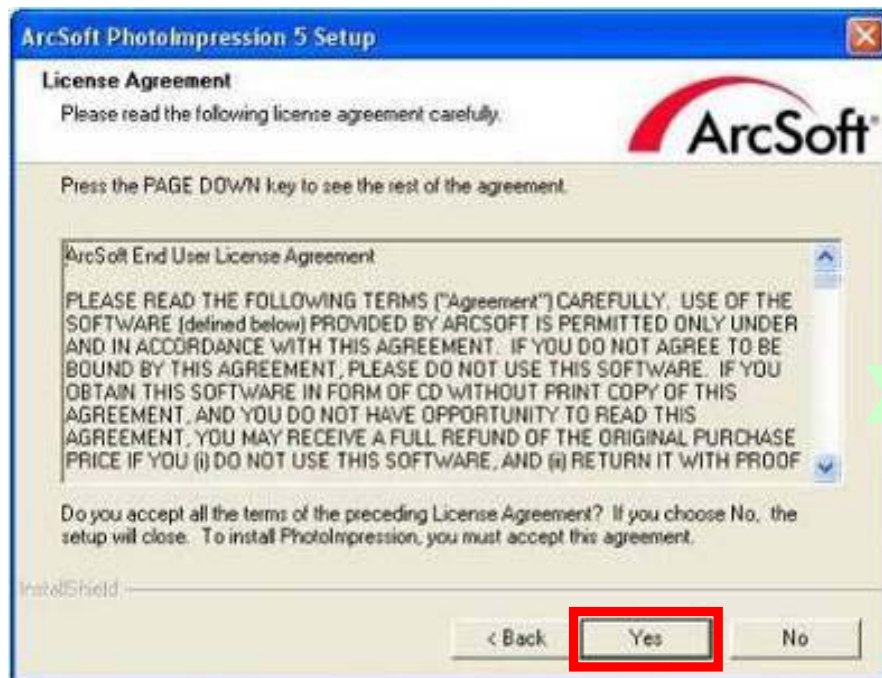 ArcSoft PhotoImpression 5 Setup
License Agreement
Please read the following license agreement carefully.
ArcSoft
Press the PAGE DOWN key to see the rest of the agreement.
ArcSoft End User License Agreement
PLEASE READ THE FOLLOWING TERMS ("Agreement") CAREFULLY. USE OF THE
SOFTWARE (defined below) PROVIDED BY ARCSOFT IS PERMITTED ONLY UNDER
AND IN ACCORDANCE WITH THIS AGREEMENT. IF YOU DO NOT AGREE TO BE
BOUND BY THIS AGREEMENT, PLEASE DO NOT USE THIS SOFTWARE. IF YOU
OBTAIN THIS SOFTWARE IN FORM OF CD WITHOUT PRINT COPY OF THIS
AGREEMENT, AND YOU DO NOT HAVE OPPORTUNITY TO READ THIS
AGREEMENT, YOU MAY RECEIVE A FULL REFUND OF THE ORIGINAL PURCHASE
PRICE IF YOU (i) DO NOT USE THIS SOFTWARE, AND (ii) RETURN IT WITH PROOF
Do you accept all the terms of the preceding License Agreement? If you choose No, the
setup will close. To install PhotoImpression, you must accept this agreement.
InstallShield
< Back Yes No